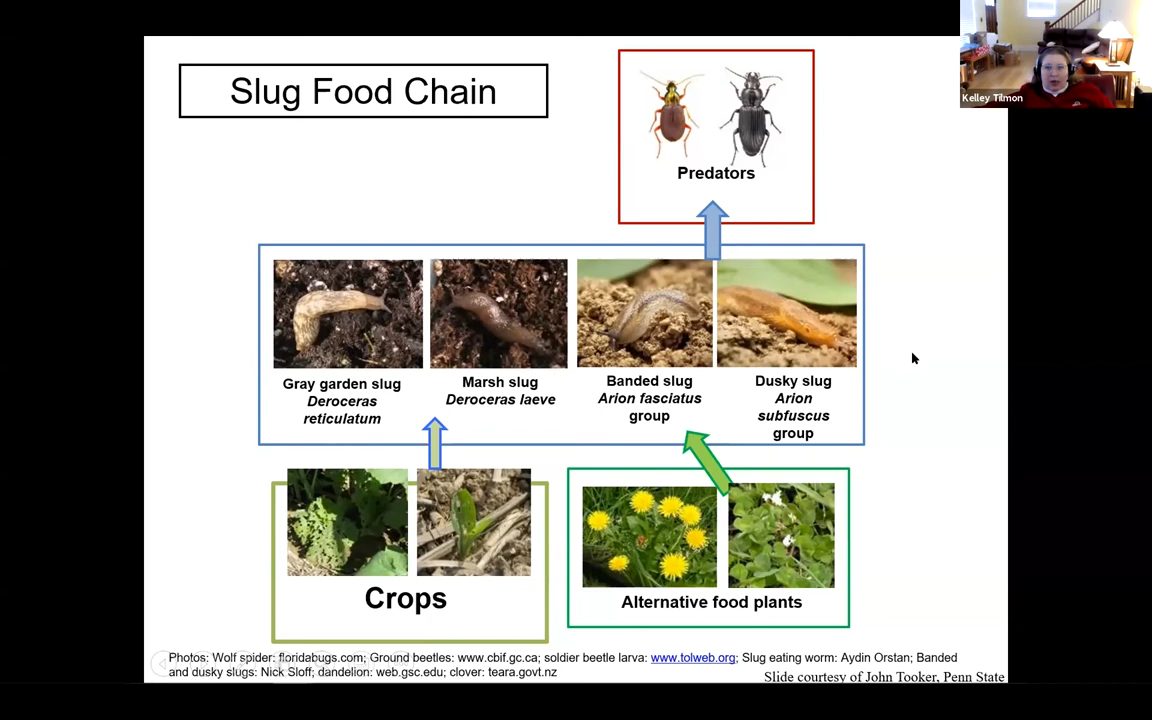 Slug Food Chain
Kelley Tilmon
Predators
Gray garden slug
Deroceras
reticulatum
Marsh slug
Deroceras laeve
Banded slug
Arion fasciatus
group
Dusky slug
Arion
subfuscus
group
Crops
Alternative food plants
Photos: Wolf spider: floridabugs.com; Ground beetles: www.cbif.gc.ca; soldier beetle larva: www.tolweb.org; Slug eating worm: Aydin Orstan; Banded
and dusky slugs: Nick Sloff; dandelion: web.gsc.edu; clover: teara.govt.nz
Slide courtesy of John Tooker, Penn State